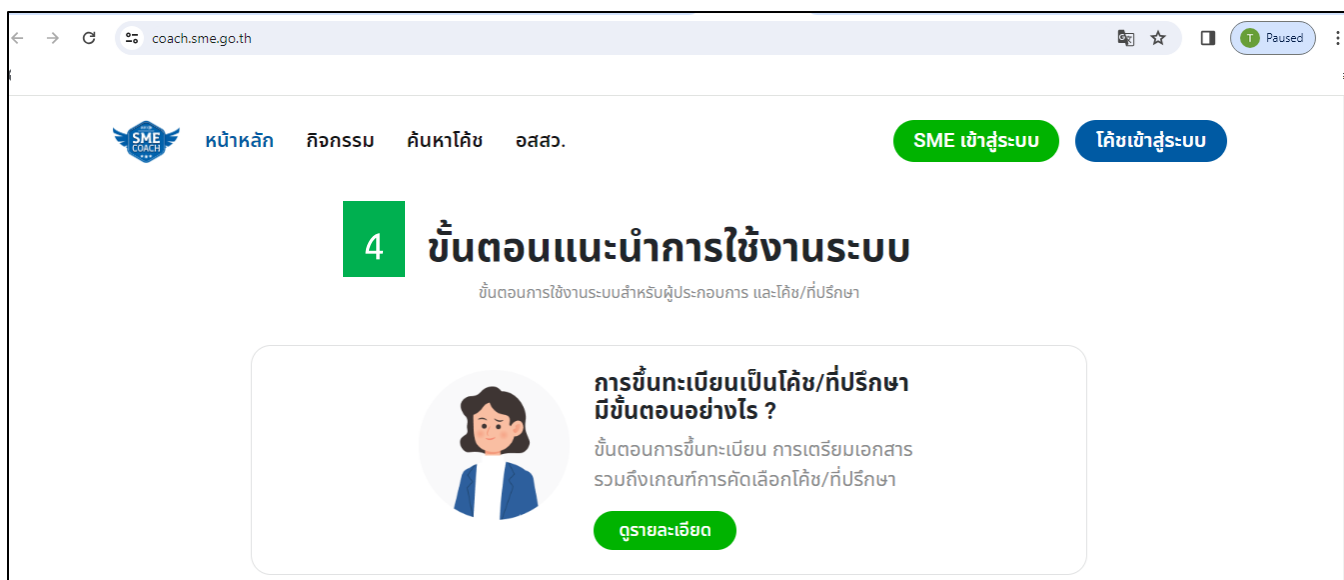 coach.sme.go.th
T Paused
SME
COACH
หน้าหลัก กิจกรรม ค้นหาโค้ช อสสว. SME เข้าสู่ระบบ โค้ชเข้าสู่ระบบ
4 ขั้นตอนแนะนำการใช้งานระบบ
ขั้นตอนการใช้งานระบบสำหรับผู้ประกอบการ และโค้ช/ที่ปรึกษา
การขึ้นทะเบียนเป็นโค้ช/ที่ปรึกษา
มีขั้นตอนอย่างไร ?
ขั้นตอนการขึ้นทะเบียน การเตรียมเอกสาร
รวมถึงเกณฑ์การคัดเลือกโค้ช/ที่ปรึกษา
ดูรายละเอียด